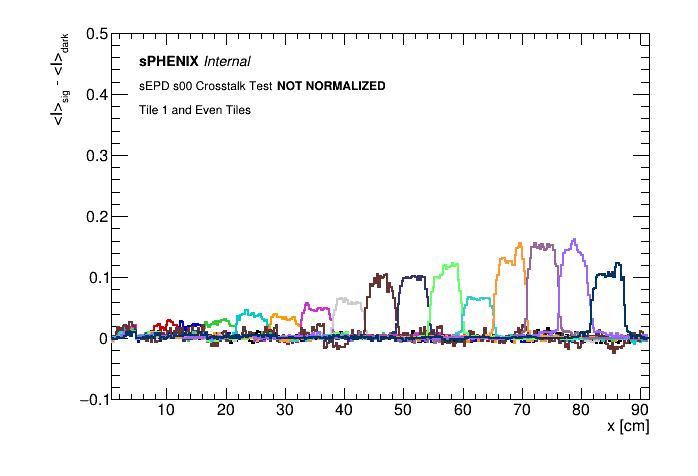 0.5
0.4
0.3
0.2
0.1
0
−0.1
<I>sig - <I>dark
sPHENIX Internal
sEPD s00 Crosstalk Test NOT NORMALIZED
Tile 1 and Even Tiles
10 20 30 40 50 60 70 80 90
x [cm]